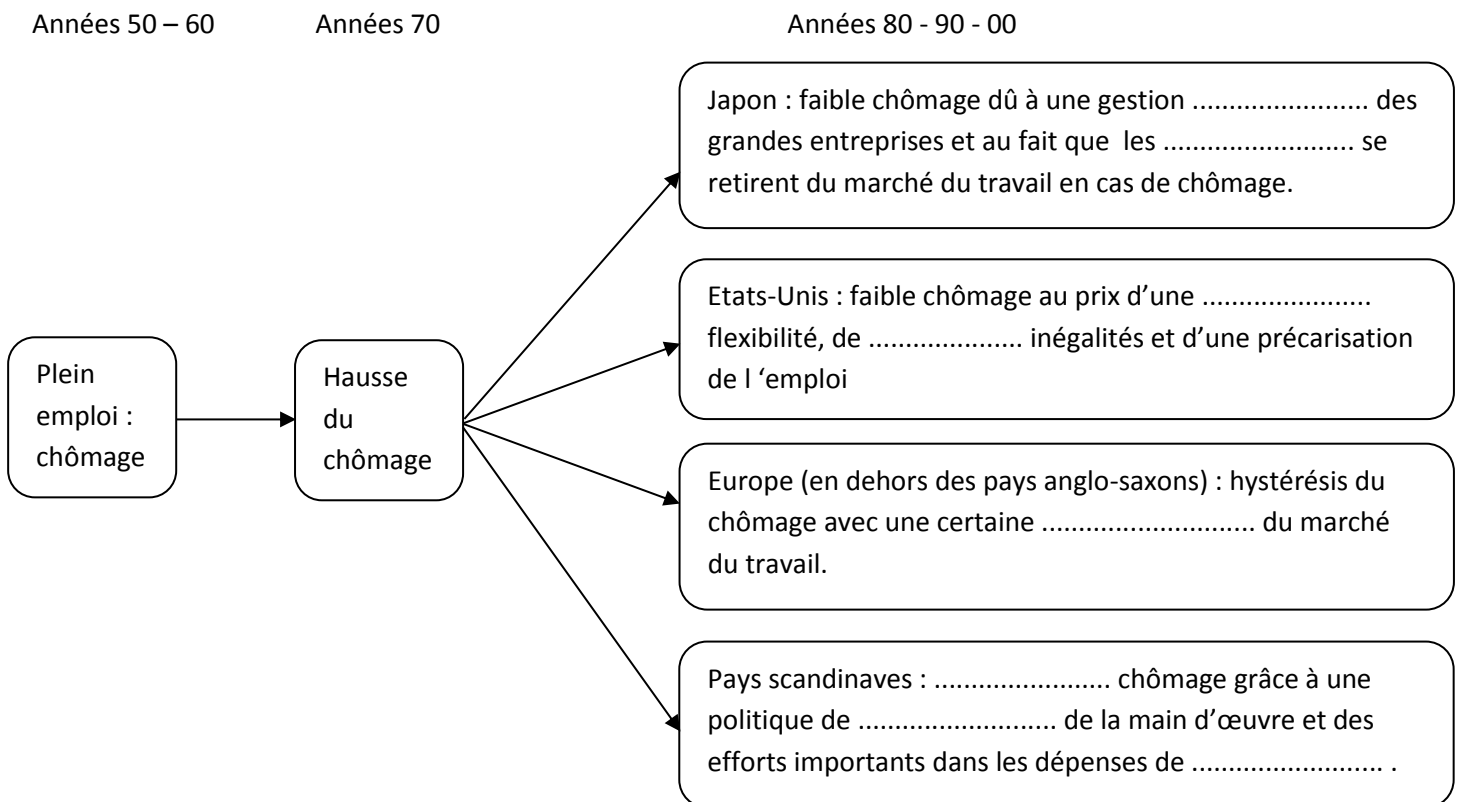 Années 50 – 60 Années 70 Années 80 - 90 - 00
Japon : faible chômage dû à une gestion ........................ des
grandes entreprises et au fait que les .......................... se
retirent du marché du travail en cas de chômage.
Etats-Unis : faible chômage au prix d’une .......................
flexibilité, de ..................... inégalités et d’une précarisation
de l ‘emploi
Plein
emploi :
chômage
Hausse
du
chômage
Europe (en dehors des pays anglo-saxons) : hystérésis du
chômage avec une certaine ............................. du marché
du travail.
Pays scandinaves : ........................ chômage grâce à une
politique de ........................... de la main d’œuvre et des
efforts importants dans les dépenses de .......................... .